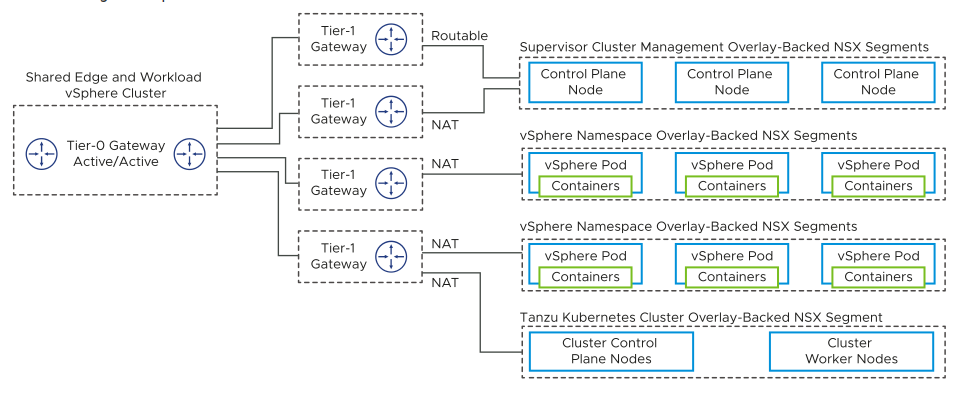 Shared Edge and Workload
vSphere Cluster
Tier-0 Gateway
Active/Active
Tier-1
Gateway
Routable
Tier-1
Gateway
NAT
Tier-1
Gateway
NAT
Tier-1
Gateway
NAT
NAT
Supervisor Cluster Management Overlay-Backed NSX Segments
Control Plane
Node
Control Plane
Node
Control Plane
Node
vSphere Namespace Overlay-Backed NSX Segments
vSphere Pod
Containers
vSphere Pod
Containers
vSphere Pod
Containers
vSphere Namespace Overlay-Backed NSX Segments
vSphere Pod
Containers
vSphere Pod
Containers
vSphere Pod
Containers
Tanzu Kubernetes Cluster Overlay-Backed NSX Segment
Cluster Control
Plane Nodes
Cluster
Worker Nodes